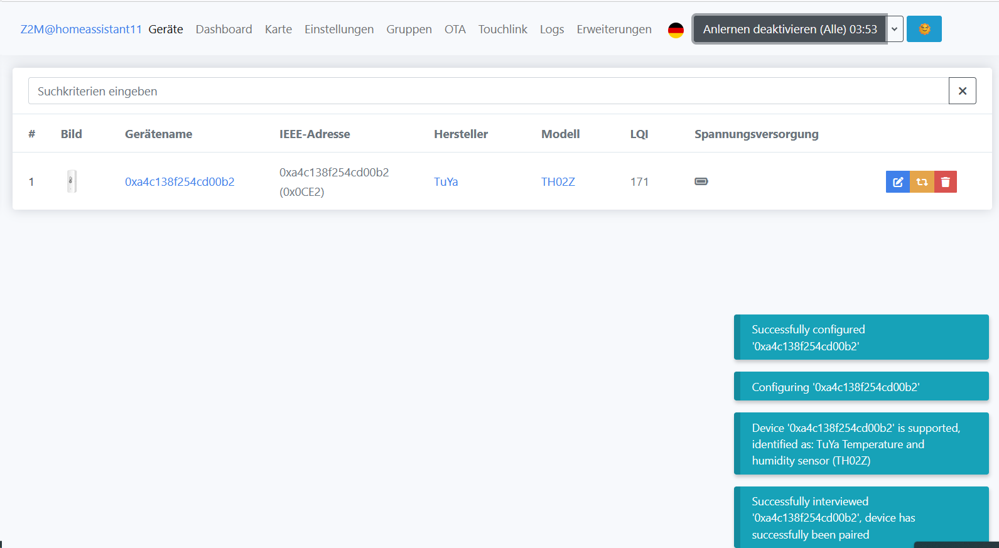 Z2M@homeassistant11 Geräte Dashboard Karte Einstellungen Gruppen OTA Touchlink Logs Erweiterungen Anlernen deaktivieren (Alle) 03:53
Suchkriterien eingeben
# Bild Gerätename IEEE-Adresse Hersteller Modell LQI Spannungsversorgung
1 0xa4c138f254cd00b2 0xa4c138f254cd00b2 TuYa TH02Z 171
(0x0CE2)
Successfully configured
'0xa4c138f254cd00b2'
Configuring '0xa4c138f254cd00b2'
Device '0xa4c138f254cd00b2' is supported,
identified as: TuYa Temperature and
humidity sensor (TH02Z)
Successfully interviewed
'0xa4c138f254cd00b2', device has
successfully been paired